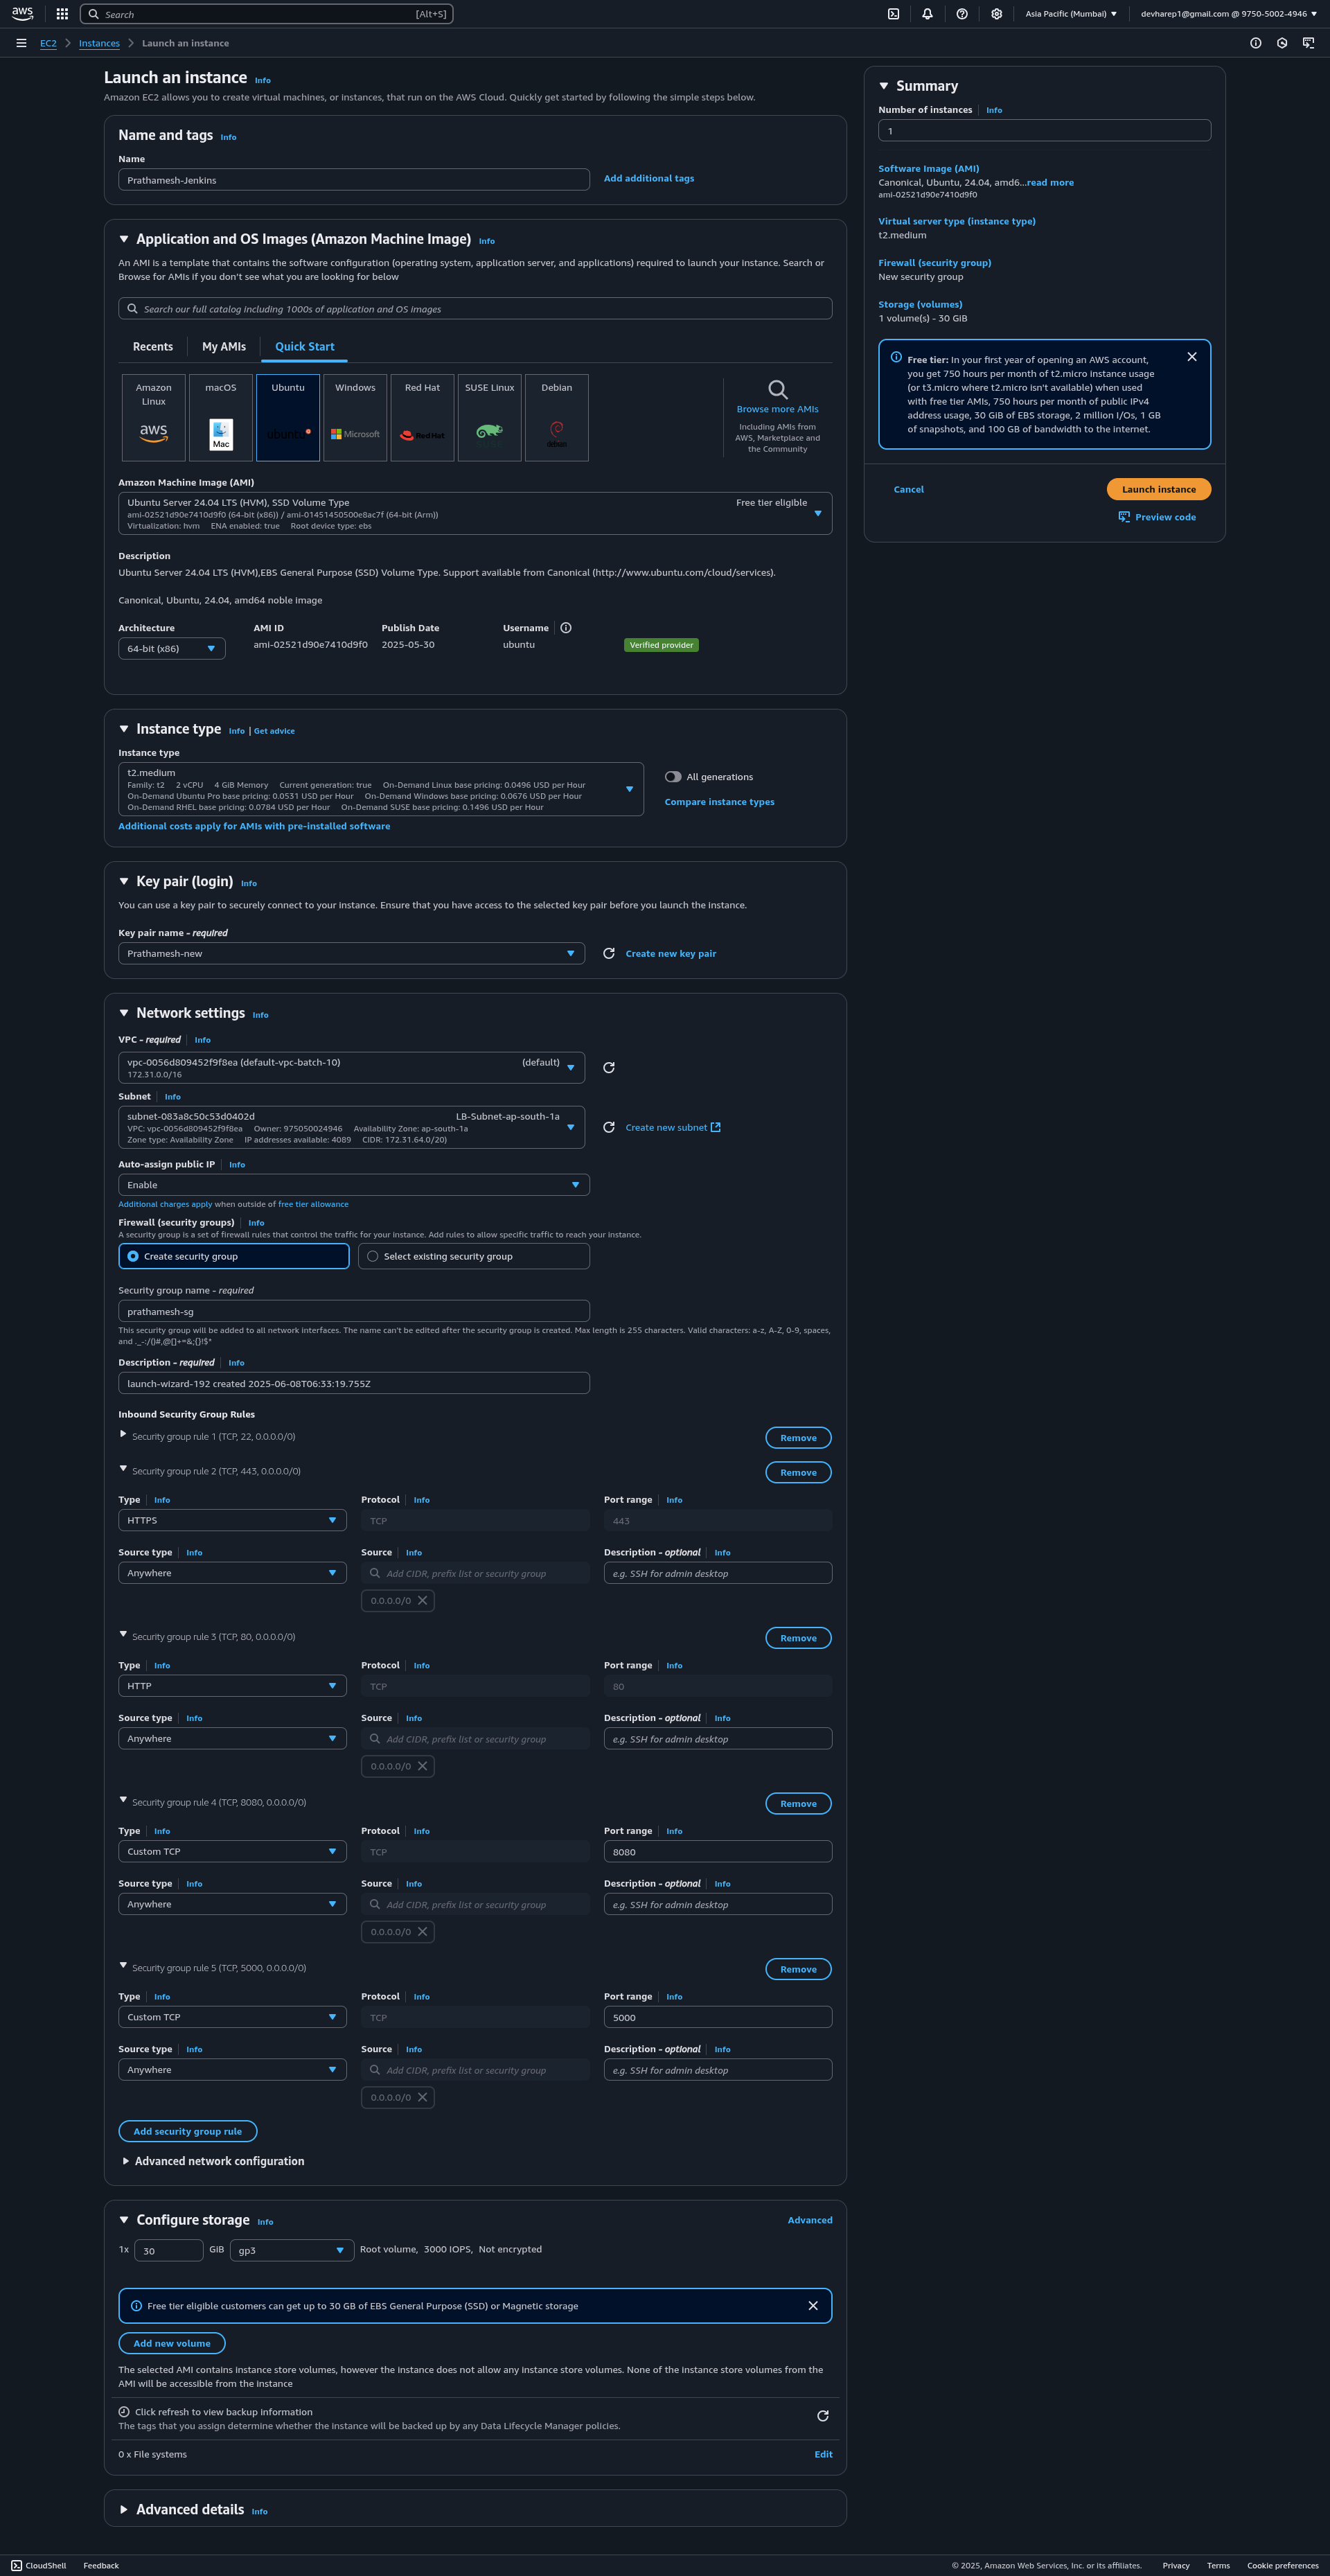 aws
Search [Alt+S]
Asia Pacific (Mumbai)
devharep1@gmail.com @ 9750-5002-4946
EC2
Instances
Launch an instance
Launch an instance Info
Amazon EC2 allows you to create virtual machines, or instances, that run on the AWS Cloud. Quickly get started by following the simple steps below.
Name and tags Info
Name
Prathamesh-Jenkins
Add additional tags
Application and OS Images (Amazon Machine Image) Info
An AMI is a template that contains the software configuration (operating system, application server, and applications) required to launch your instance. Search or
Browse for AMIs if you don't see what you are looking for below
Search our full catalog including 1000s of application and OS images
Recents
My AMIs
Quick Start
Amazon
Linux
aws
macOS
Mac
Ubuntu
ubuntu
Windows
Microsoft
Red Hat
Red Hat
SUSE Linux
Debian
debian
Browse more AMIs
Including AMIs from
AWS, Marketplace and
the Community
Amazon Machine Image (AMI)
Ubuntu Server 24.04 LTS (HVM), SSD Volume Type Free tier eligible
ami-02521d90e7410d9f0 (64-bit (x86)) / ami-01451450500e8ac7f (64-bit (Arm))
Virtualization: hvm ENA enabled: true Root device type: ebs
Description
Ubuntu Server 24.04 LTS (HVM),EBS General Purpose (SSD) Volume Type. Support available from Canonical (http://www.ubuntu.com/cloud/services).
Canonical, Ubuntu, 24.04, amd64 noble image
Architecture AMI ID Publish Date Username
64-bit (x86) ami-02521d90e7410d9f0 2025-05-30 ubuntu Verified provider
Instance type Info | Get advice
Instance type
t2.medium
Family: t2 2 vCPU 4 GiB Memory Current generation: true On-Demand Linux base pricing: 0.0496 USD per Hour
On-Demand Ubuntu Pro base pricing: 0.0531 USD per Hour On-Demand Windows base pricing: 0.0676 USD per Hour
On-Demand RHEL base pricing: 0.0784 USD per Hour On-Demand SUSE base pricing: 0.1496 USD per Hour
All generations
Compare instance types
Additional costs apply for AMIs with pre-installed software
Key pair (login) Info
You can use a key pair to securely connect to your instance. Ensure that you have access to the selected key pair before you launch the instance.
Key pair name - required
Prathamesh-new
Create new key pair
Network settings Info
VPC - required Info
vpc-0056d809452f9f8ea (default-vpc-batch-10) (default)
172.31.0.0/16
Subnet Info
subnet-083a8c50c53d0402d LB-Subnet-ap-south-1a
VPC: vpc-0056d809452f9f8ea Owner: 975050024946 Availability Zone: ap-south-1a
Zone type: Availability Zone IP addresses available: 4089 CIDR: 172.31.64.0/20)
Create new subnet
Auto-assign public IP Info
Enable
Additional charges apply when outside of free tier allowance
Firewall (security groups) Info
A security group is a set of firewall rules that control the traffic for your instance. Add rules to allow specific traffic to reach your instance.
Create security group
Select existing security group
Security group name - required
prathamesh-sg
This security group will be added to all network interfaces. The name can't be edited after the security group is created. Max length is 255 characters. Valid characters: a-z, A-Z, 0-9, spaces,
and ._-:/()#,@[]+=&;{}!$*
Description - required Info
launch-wizard-192 created 2025-06-08T06:33:19.755Z
Inbound Security Group Rules
Security group rule 1 (TCP, 22, 0.0.0.0/0) Remove
Security group rule 2 (TCP, 443, 0.0.0.0/0) Remove
Type Info Protocol Info Port range Info
HTTPS TCP 443
Source type Info Source Info Description - optional Info
Anywhere Add CIDR, prefix list or security group e.g. SSH for admin desktop
0.0.0.0/0
Security group rule 3 (TCP, 80, 0.0.0.0/0) Remove
Type Info Protocol Info Port range Info
HTTP TCP 80
Source type Info Source Info Description - optional Info
Anywhere Add CIDR, prefix list or security group e.g. SSH for admin desktop
0.0.0.0/0
Security group rule 4 (TCP, 8080, 0.0.0.0/0) Remove
Type Info Protocol Info Port range Info
Custom TCP TCP 8080
Source type Info Source Info Description - optional Info
Anywhere Add CIDR, prefix list or security group e.g. SSH for admin desktop
0.0.0.0/0
Security group rule 5 (TCP, 5000, 0.0.0.0/0) Remove
Type Info Protocol Info Port range Info
Custom TCP TCP 5000
Source type Info Source Info Description - optional Info
Anywhere Add CIDR, prefix list or security group e.g. SSH for admin desktop
0.0.0.0/0
Add security group rule
Advanced network configuration
Configure storage Info Advanced
1x 30 GiB gp3 Root volume, 3000 IOPS, Not encrypted
Free tier eligible customers can get up to 30 GB of EBS General Purpose (SSD) or Magnetic storage
Add new volume
The selected AMI contains instance store volumes, however the instance does not allow any instance store volumes. None of the instance store volumes from the
AMI will be accessible from the instance
Click refresh to view backup information
The tags that you assign determine whether the instance will be backed up by any Data Lifecycle Manager policies.
0 x File systems Edit
Advanced details Info
Summary
Number of instances Info
1
Software Image (AMI)
Canonical, Ubuntu, 24.04, amd6...read more
ami-02521d90e7410d9f0
Virtual server type (instance type)
t2.medium
Firewall (security group)
New security group
Storage (volumes)
1 volume(s) - 30 GiB
Free tier: In your first year of opening an AWS account,
you get 750 hours per month of t2.micro instance usage
(or t3.micro where t2.micro isn't available) when used
with free tier AMIs, 750 hours per month of public IPv4
address usage, 30 GiB of EBS storage, 2 million I/Os, 1 GB
of snapshots, and 100 GB of bandwidth to the internet.
Cancel
Launch instance
Preview code
CloudShell Feedback © 2025, Amazon Web Services, Inc. or its affiliates. Privacy Terms Cookie preferences